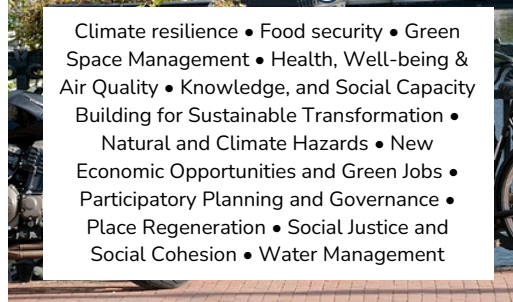 Climate resilience • Food security • Green
Space Management • Health, Well-being &
Air Quality • Knowledge, and Social Capacity
Building for Sustainable Transformation •
Natural and Climate Hazards • New
Economic Opportunities and Green Jobs •
Participatory Planning and Governance •
Place Regeneration • Social Justice and
Social Cohesion • Water Management